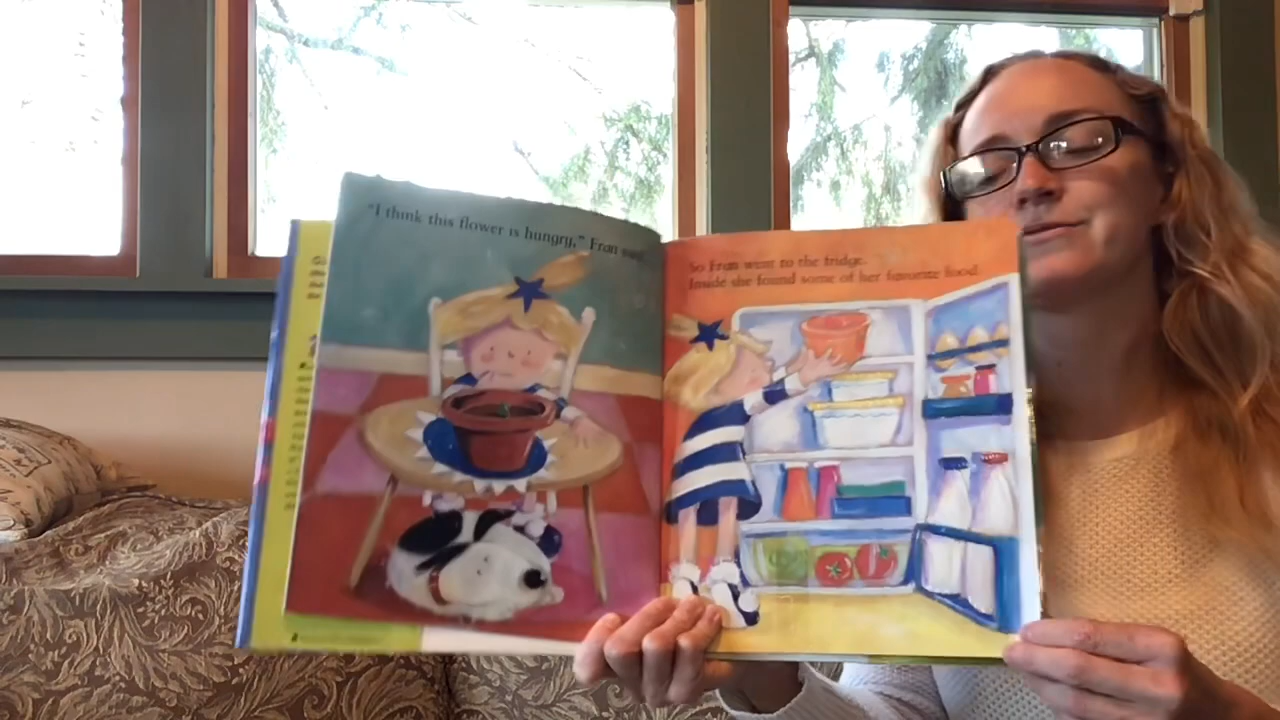 "I think this flower is hungry," Fran said.
So Fran went to the fridge.
Inside she found some of her favorite food.